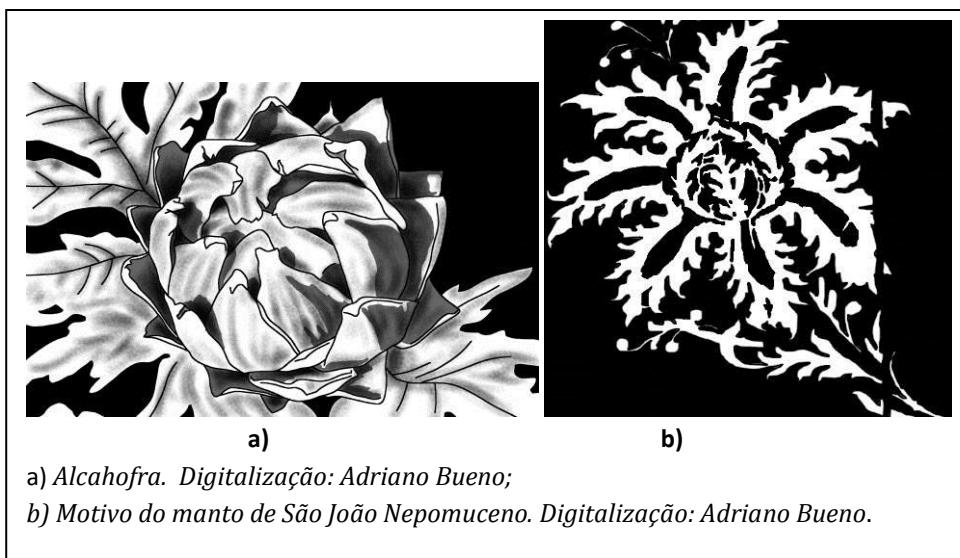 a) b)
a) Alcahofra. Digitalização: Adriano Bueno;
b) Motivo do manto de São João Nepomuceno. Digitalização: Adriano Bueno.